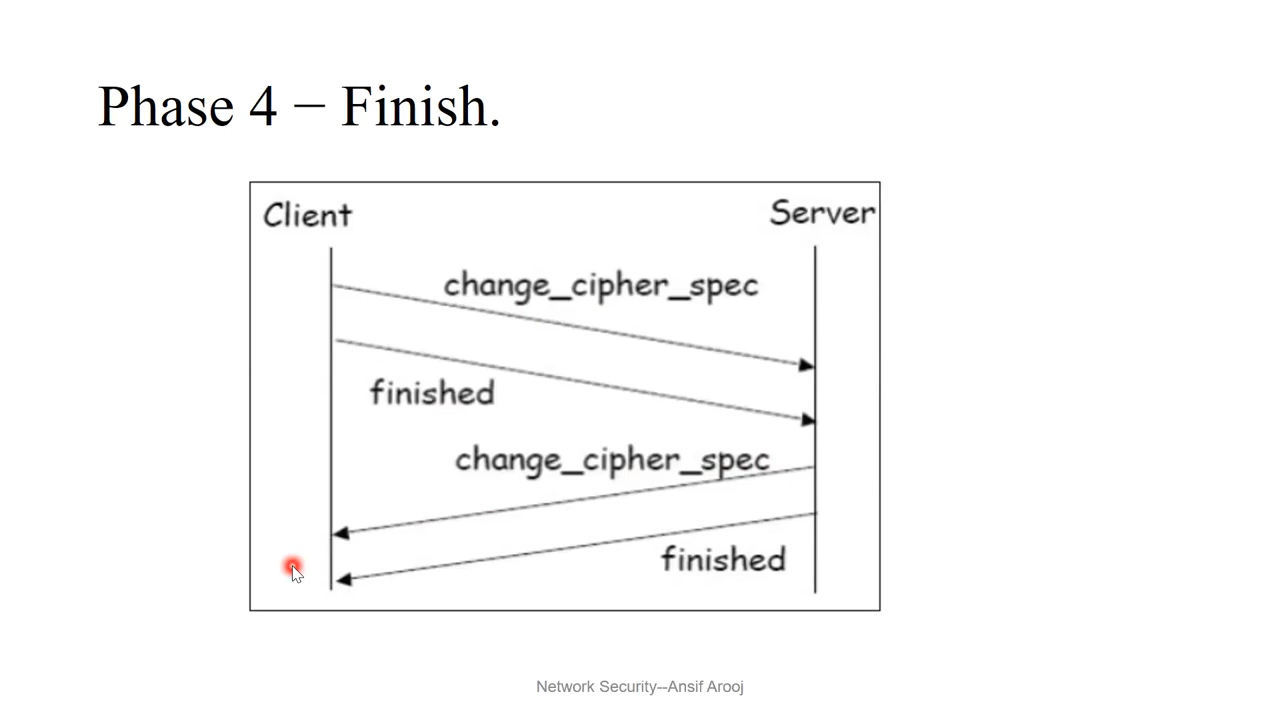 Phase 4 − Finish.
Client
Server
change_cipher_spec
finished
change_cipher_spec
finished
Network Security--Ansif Arooj